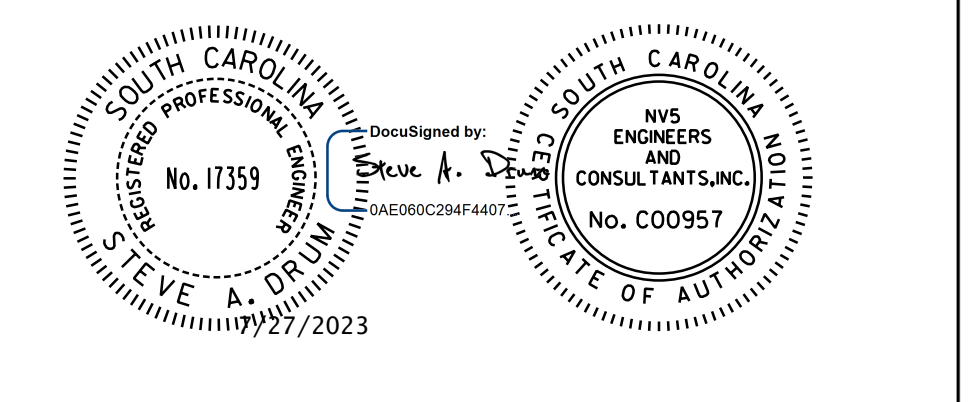 SOUTH CAROLINA
REGISTERED PROFESSIONAL ENGINEER
No. 17359
STEVE A. DRUM
7/27/2023
DocuSigned by:
Steve A. Drum
0AE060C294F4407...
SOUTH CAROLINA
NV5
ENGINEERS
AND
CONSULTANTS,INC.
No. C00957
CERTIFICATE OF AUTHORIZATION